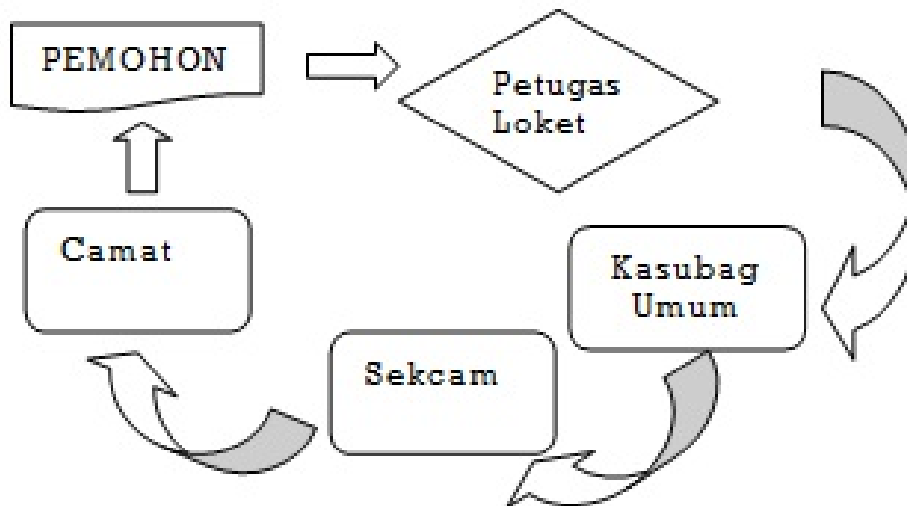 PEMOHON
Petugas
Loket
Kasubag
Umum
Sekcam
Camat